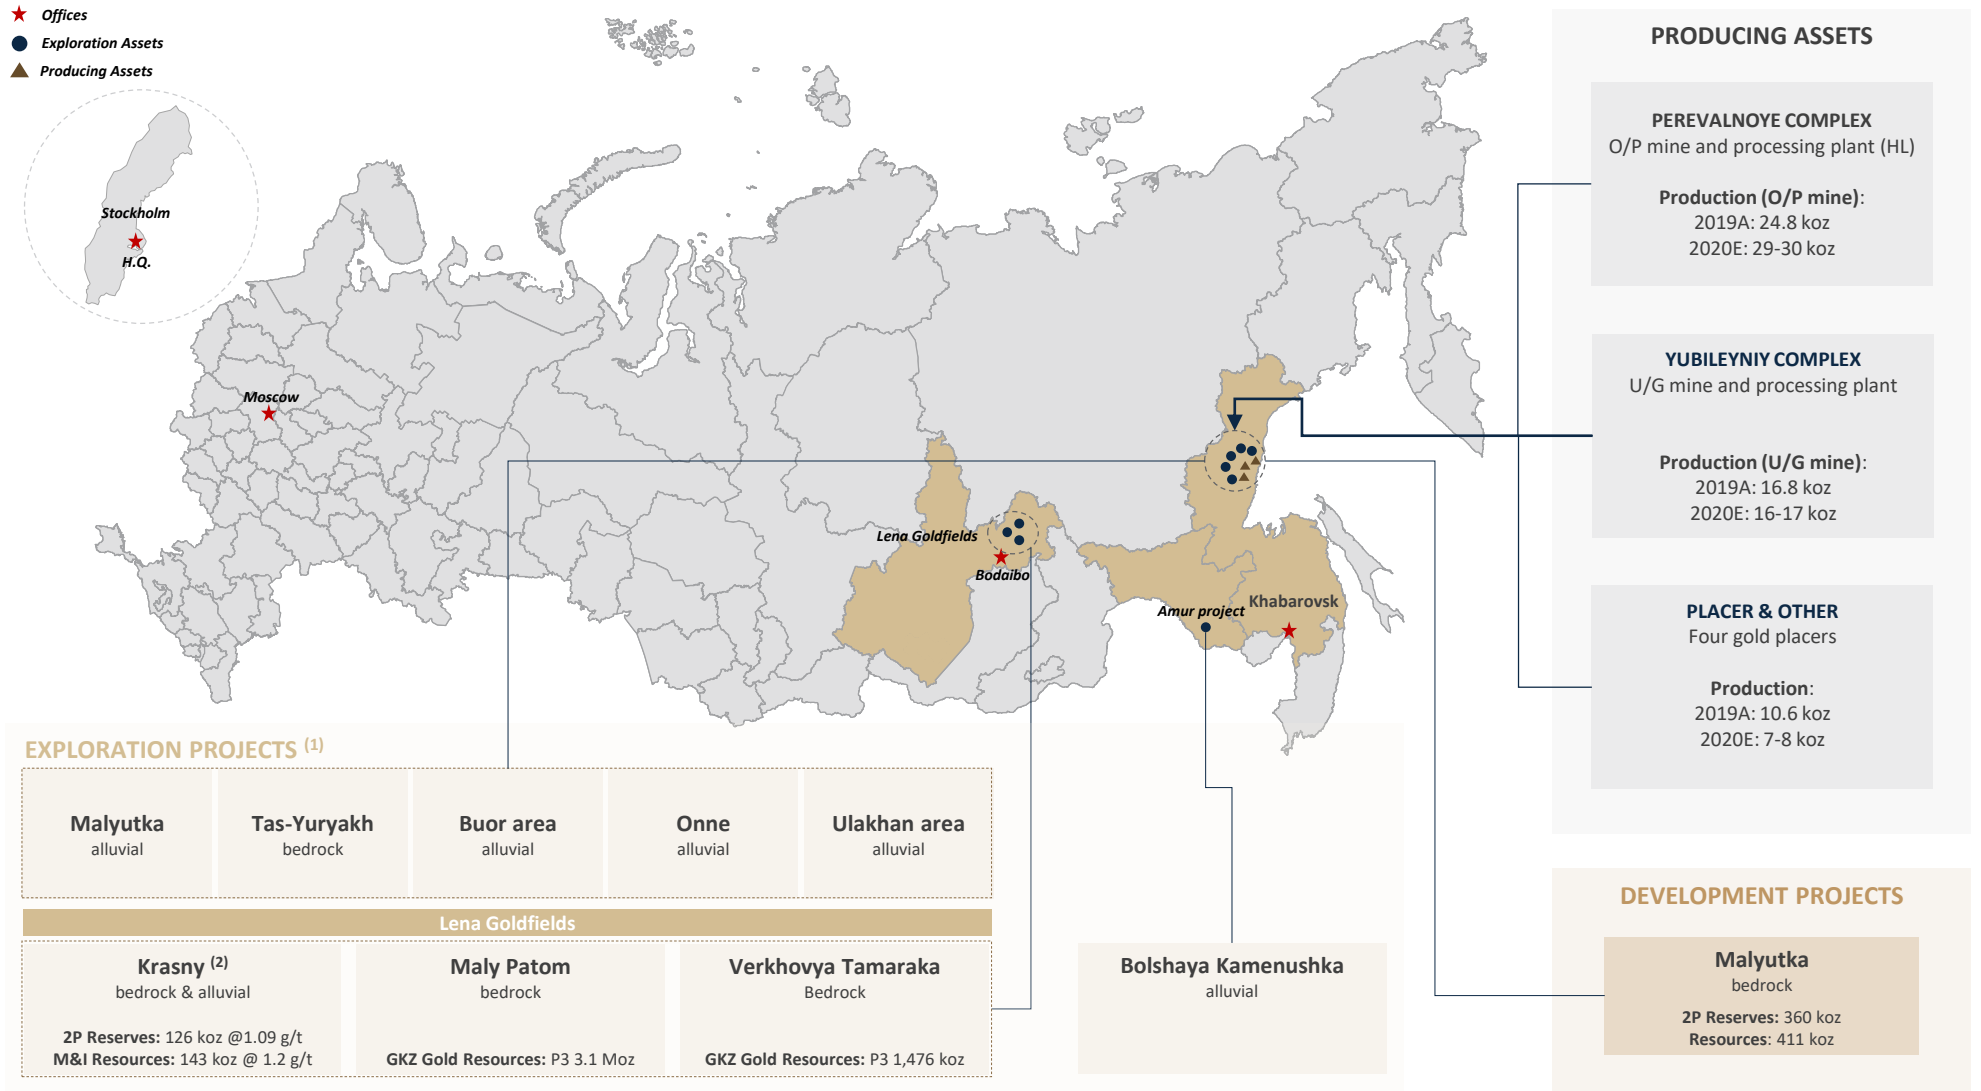 Offices
Exploration Assets
Producing Assets
Stockholm
H.Q.
Moscow
Lena Goldfields
Bodaibo
Amur project
Khabarovsk
PRODUCING ASSETS
PEREVALNOYE COMPLEX
O/P mine and processing plant (HL)
Production (O/P mine):
2019A: 24.8 koz
2020E: 29-30 koz
YUBILEYNIY COMPLEX
U/G mine and processing plant
Production (U/G mine):
2019A: 16.8 koz
2020E: 16-17 koz
PLACER & OTHER
Four gold placers
Production:
2019A: 10.6 koz
2020E: 7-8 koz
EXPLORATION PROJECTS (1)
Malyutka
alluvial
Tas-Yuryakh
bedrock
Buor area
alluvial
Onne
alluvial
Ulakhan area
alluvial
Lena Goldfields
Krasny (2)
bedrock & alluvial
2P Reserves: 126 koz @1.09 g/t
M&I Resources: 143 koz @ 1.2 g/t
Maly Patom
bedrock
GKZ Gold Resources: P3 3.1 Moz
Verkhovya Tamaraka
Bedrock
GKZ Gold Resources: P3 1,476 koz
Bolshaya Kamenushka
alluvial
DEVELOPMENT PROJECTS
Malyutka
bedrock
2P Reserves: 360 koz
Resources: 411 koz